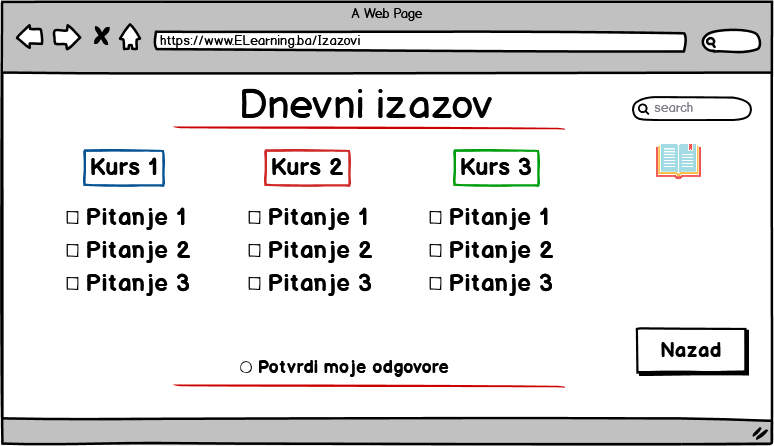 A Web Page
https://www.ELearning.ba/Izazovi
Dnevni izazov
search
Kurs 1
Kurs 2
Kurs 3
Pitanje 1
Pitanje 1
Pitanje 1
Pitanje 2
Pitanje 2
Pitanje 2
Pitanje 3
Pitanje 3
Pitanje 3
Nazad
Potvrdi moje odgovore